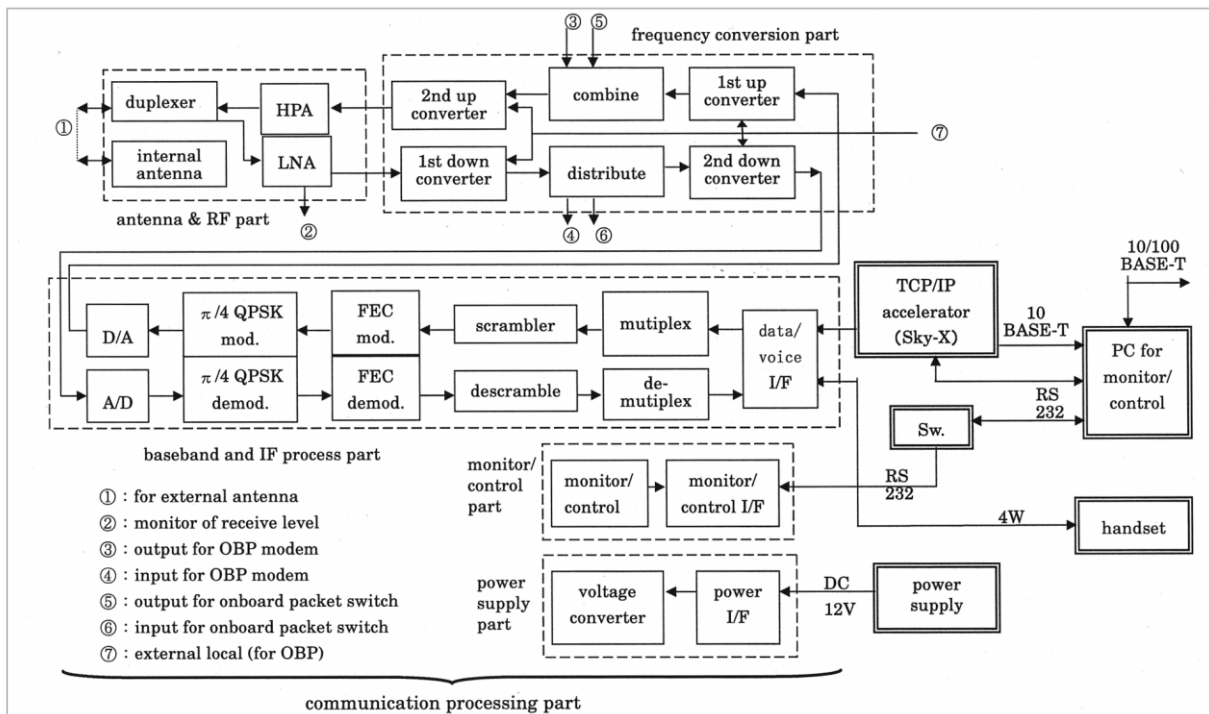 ③ ⑤
frequency conversion part
duplexer
HPA
2nd up
converter
combine
1st up
converter
①
⑦
internal
antenna
LNA
1st down
converter
distribute
2nd down
converter
antenna & RF part
②
④ ⑥
10/100
BASE-T
D/A
π/4 QPSK
mod.
FEC
mod.
scrambler
mutiplex
data/
voice
I/F
TCP/IP
accelerator
(Sky-X)
10
BASE-T
PC for
monitor/
control
A/D
π/4 QPSK
demod.
FEC
demod.
descramble
de-
mutiplex
RS
232
Sw.
baseband and IF process part
monitor/
control
part
monitor/
control
monitor/
control I/F
RS
232
4W
handset
① : for external antenna
② : monitor of receive level
③ : output for OBP modem
④ : input for OBP modem
⑤ : output for onboard packet switch
⑥ : input for onboard packet switch
⑦ : external local (for OBP)
power
supply
part
voltage
converter
power
I/F
DC
12V
power
supply
communication processing part